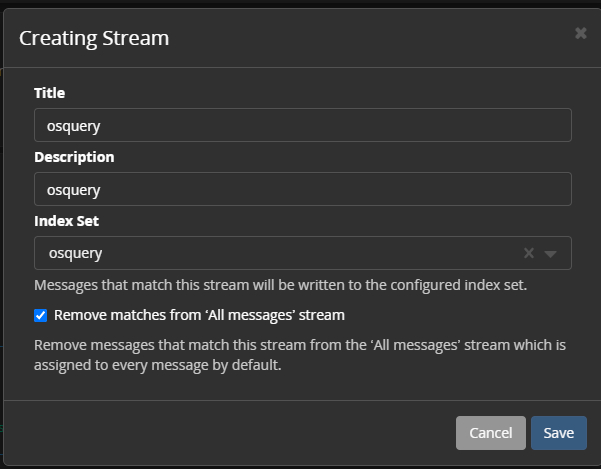 Creating Stream
Title
osquery
Description
osquery
Index Set
osquery
Messages that match this stream will be written to the configured index set.
Remove matches from ‘All messages’ stream
Remove messages that match this stream from the 'All messages' stream which is
assigned to every message by default.
Cancel Save